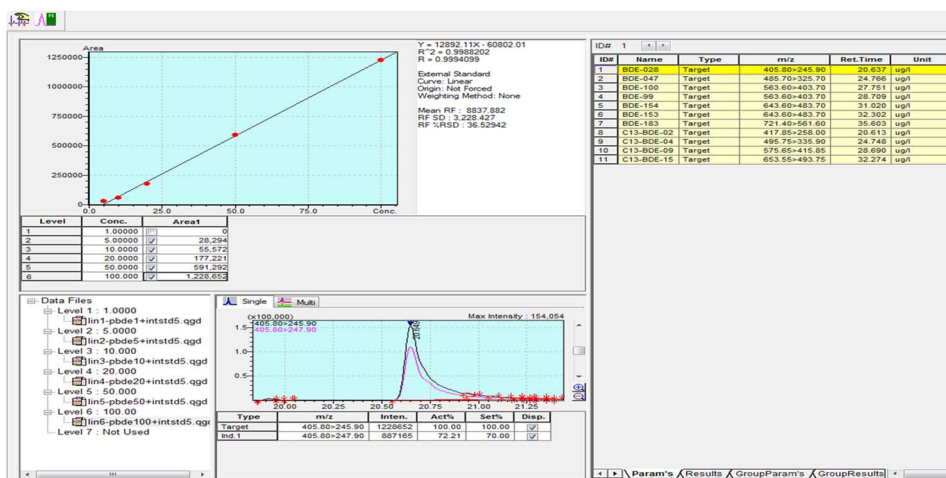 Area
1250000
1000000
750000
500000
250000
0
0.0 25.0 50.0 75.0 Conc.
Y = 12892.11X - 60802.01
R^2 = 0.9988202
R = 0.9994099
External Standard
Curve: Linear
Origin: Not Forced
Weighting Method: None
Mean RF : 8837.882
RF SD : 3,228.427
RF %RSD : 36.52942
Level Conc. Area1
1 1.00000 0
2 5.00000 28,294
3 10.0000 55,572
4 20.0000 177,221
5 50.0000 591,292
6 100.000 1,228,652
Data Files
Level 1 : 1.0000
lin1-pbde1+intstd5.qgd
Level 2 : 5.0000
lin2-pbde5+intstd5.qgd
Level 3 : 10.000
lin3-pbde10+intstd5.qgd
Level 4 : 20.000
lin4-pbde20+intstd5.qgd
Level 5 : 50.000
lin5-pbde50+intstd5.qgd
Level 6 : 100.00
lin6-pbde100+intstd5.qgd
Level 7 : Not Used
Single Multi
(x100,000) Max Intensity : 154,054
405.80>245.90
405.80>247.90
20.649
1.5
1.0
0.5
20.00 20.25 20.50 20.75 21.00 21.25
Type m/z Inten. Act% Set% Disp.
Target 405.80>245.90 1228652 100.00 100.00
Ind.1 405.80>247.90 887165 72.21 70.00
ID# 1
ID# Name Type m/z Ret.Time Unit
1 BDE-028 Target 405.80>245.90 20.637 ug/l
2 BDE-047 Target 485.70>325.70 24.766 ug/l
3 BDE-100 Target 563.60>403.70 27.751 ug/l
4 BDE-99 Target 563.60>403.70 28.709 ug/l
5 BDE-154 Target 643.60>483.70 31.020 ug/l
6 BDE-153 Target 643.60>483.70 32.302 ug/l
7 BDE-183 Target 721.40>561.60 35.603 ug/l
8 C13-BDE-02 Target 417.85>258.00 20.613 ug/l
9 C13-BDE-04 Target 495.75>335.90 24.748 ug/l
10 C13-BDE-09 Target 575.65>415.85 28.690 ug/l
11 C13-BDE-15 Target 653.55>493.75 32.274 ug/l
Param's Results GroupParam's GroupResults